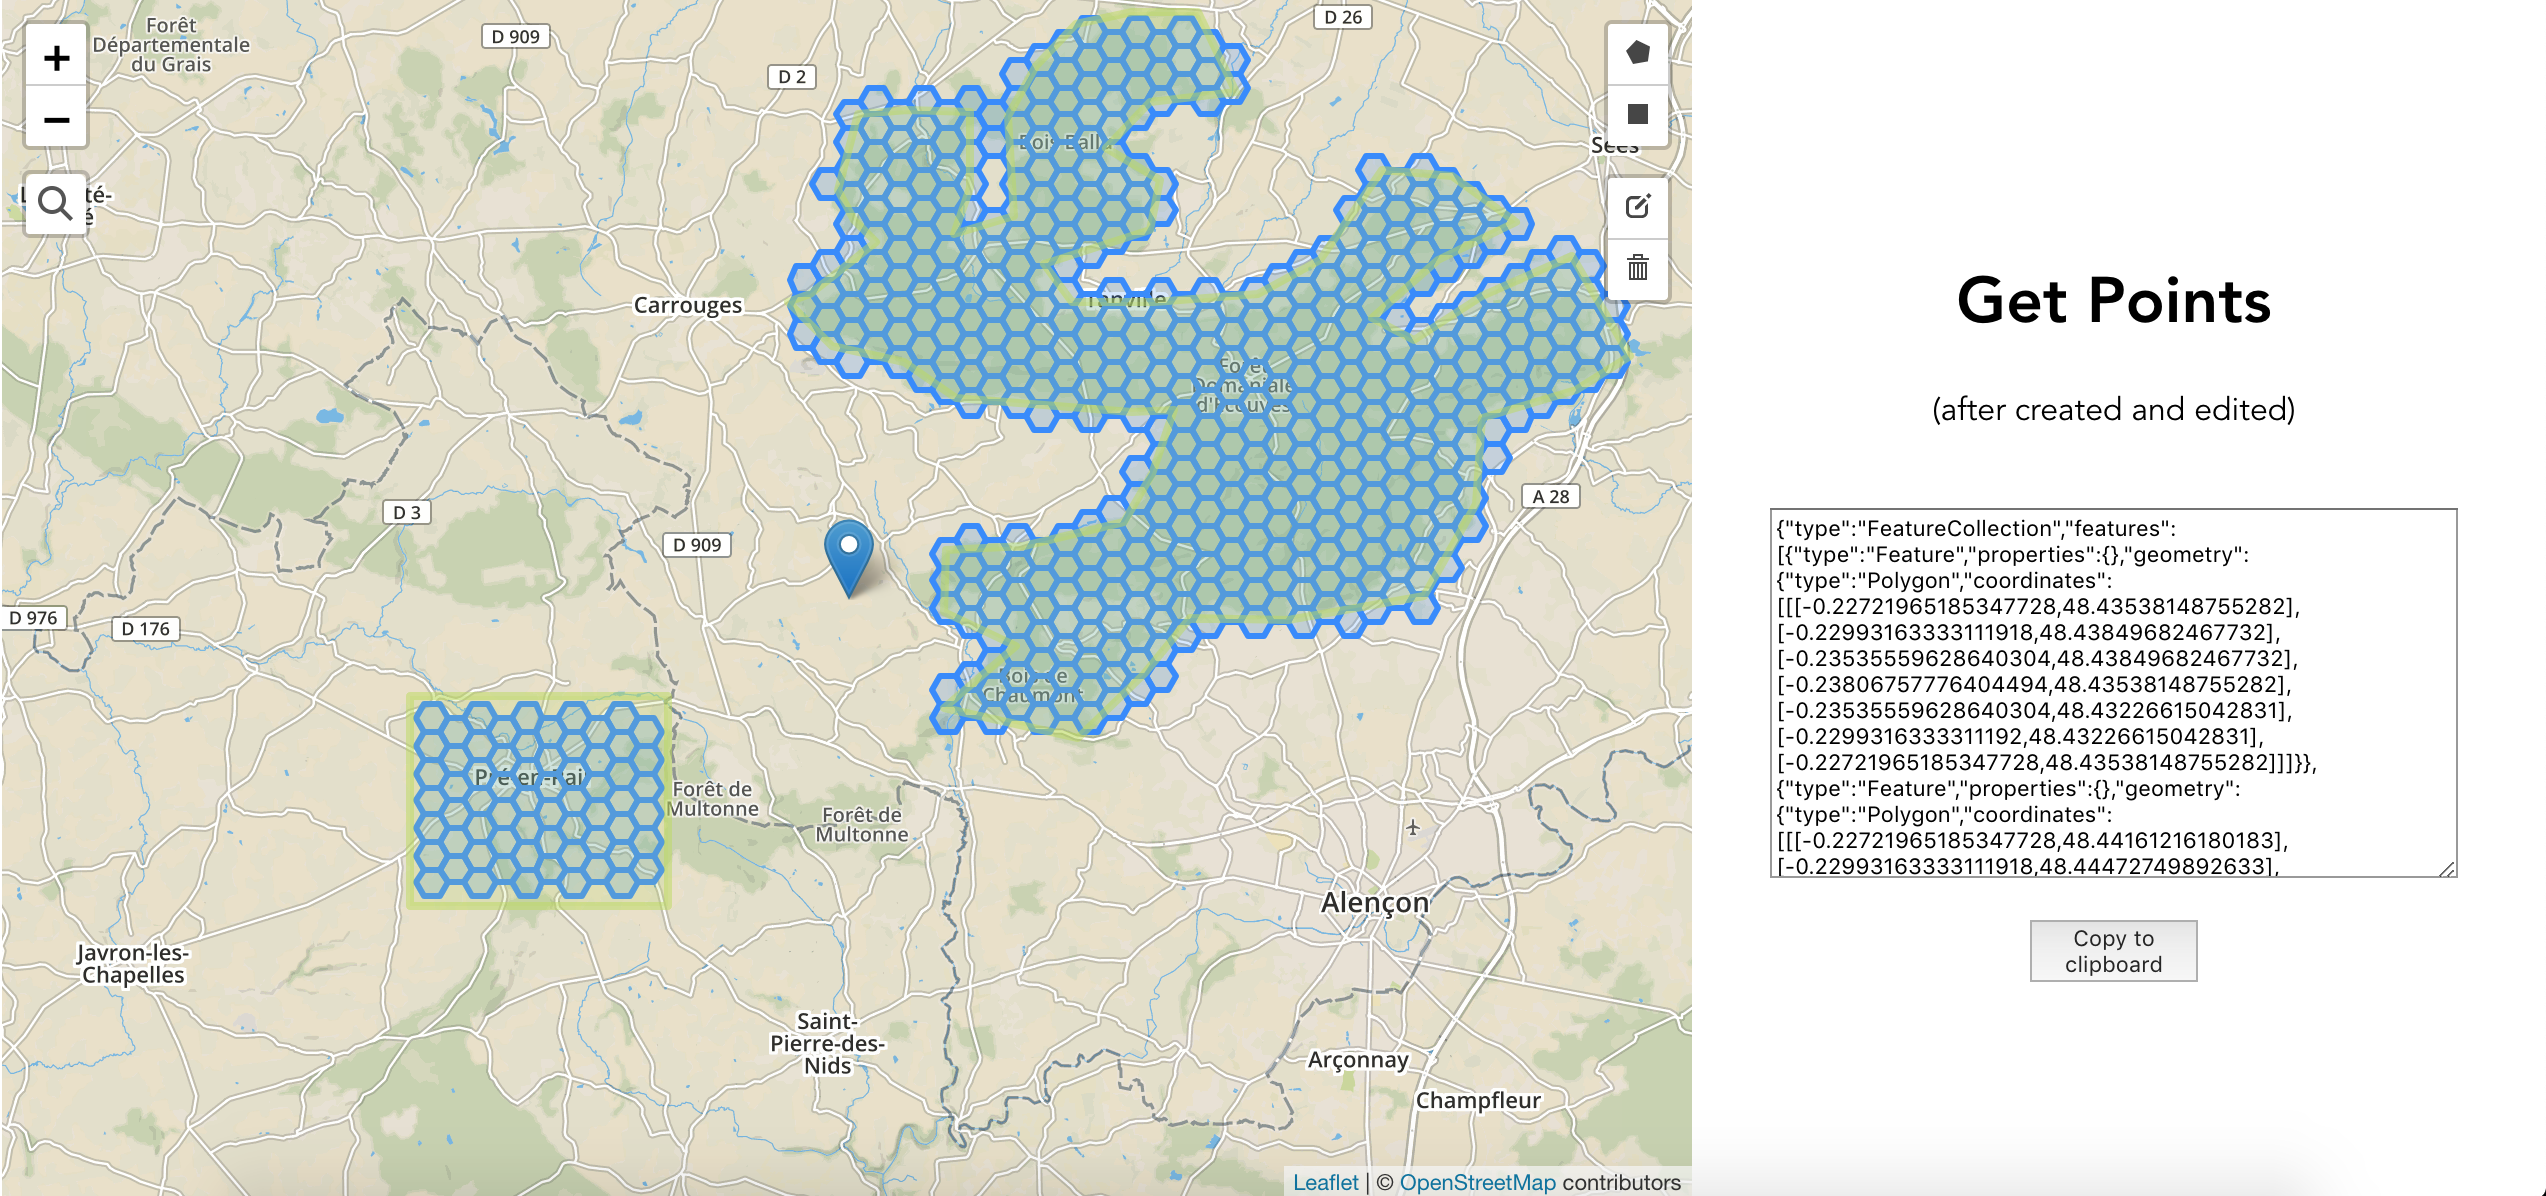 Forêt
Départementale
du Grais
D 909
D 26
D 2
+
−
Sées
Bois Balla
Carrouges
Tanville
Forêt
Domaniale
d'Ecouves
D 3
D 909
A 28
D 976
D 176
Bois de
Chaumont
Pré-en-Pail
Forêt de
Multonne
Forêt de
Multonne
Alençon
Javron-les-
Chapelles
Saint-
Pierre-des-
Nids
Arçonnay
Champfleur
Leaflet | © OpenStreetMap contributors
Get Points
(after created and edited)
{"type":"FeatureCollection","features":
[{"type":"Feature","properties":{},"geometry":
{"type":"Polygon","coordinates":
[[[-0.22721965185347728,48.43538148755282],
[-0.22993163333111918,48.43849682467732],
[-0.23535559628640304,48.43849682467732],
[-0.23806757776404494,48.43538148755282],
[-0.23535559628640304,48.43226615042831],
[-0.2299316333311192,48.43226615042831],
[-0.22721965185347728,48.43538148755282]]]}},
{"type":"Feature","properties":{},"geometry":
{"type":"Polygon","coordinates":
[[[-0.22721965185347728,48.44161216180183],
[-0.22993163333111918,48.44472749892633],
Copy to
clipboard